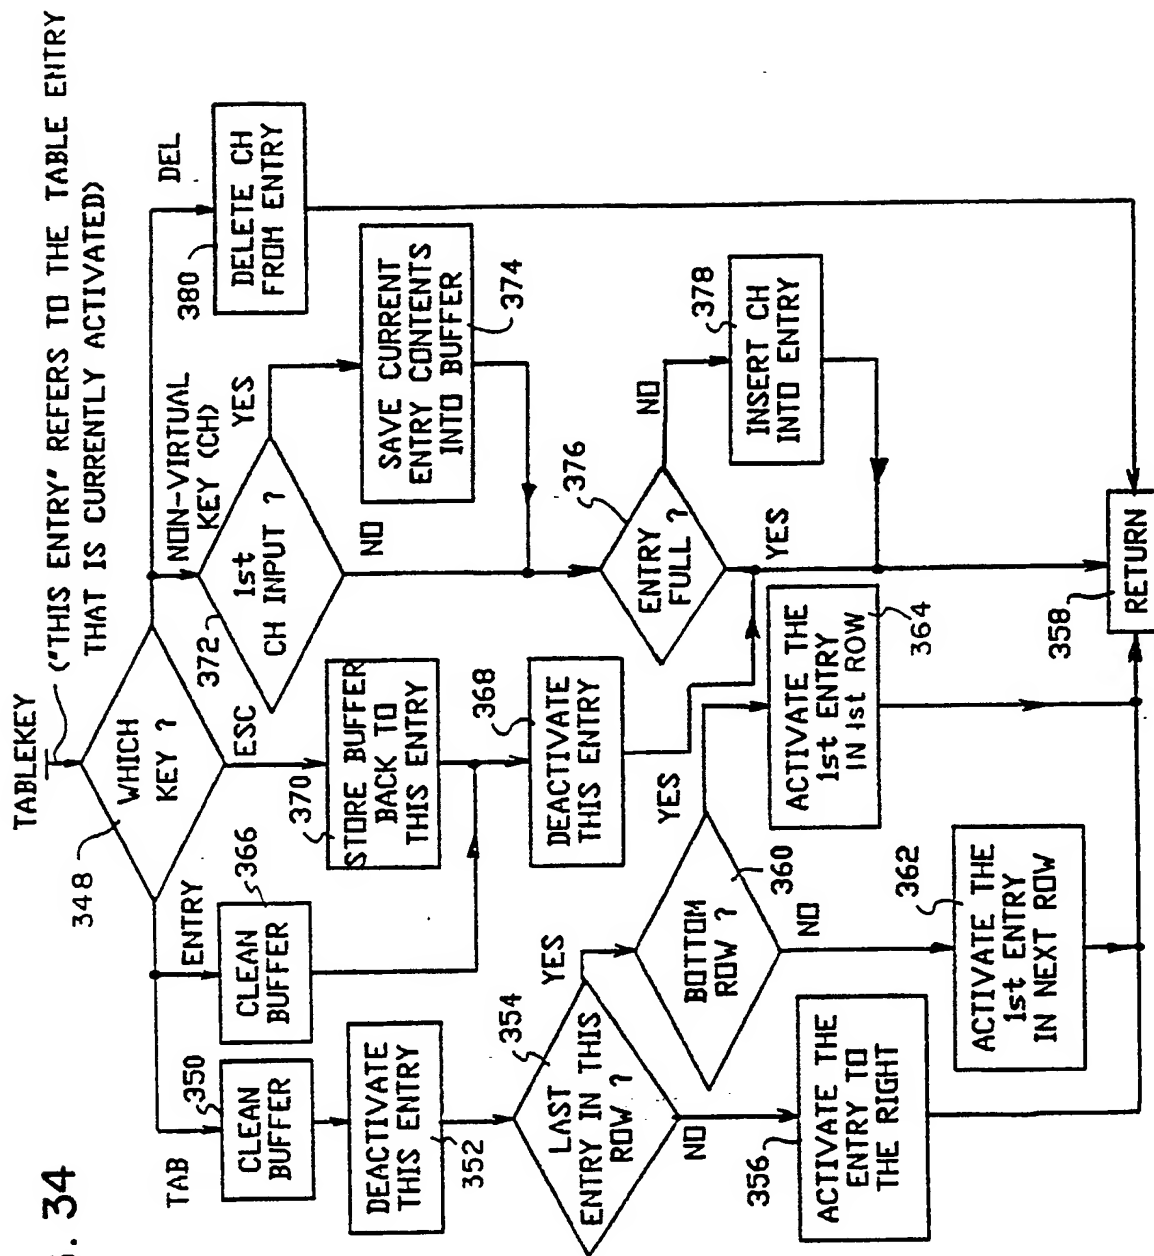 FIG. 34
TABLEKEY
("THIS ENTRY" REFERS TO THE TABLE ENTRY
THAT IS CURRENTLY ACTIVATED)
348
WHICH
KEY ?
TAB
350
CLEAN
BUFFER
DEACTIVATE
THIS ENTRY
352
354
LAST
ENTRY IN THIS
ROW ?
NO
YES
356
ACTIVATE THE
ENTRY TO
THE RIGHT
BOTTOM
ROW ?
360
NO
YES
362
ACTIVATE THE
1st ENTRY
IN NEXT ROW
ACTIVATE THE
1st ENTRY
IN 1st ROW
364
ENTRY
366
CLEAN
BUFFER
ESC
370
STORE BUFFER
BACK TO
THIS ENTRY
368
DEACTIVATE
THIS ENTRY
NON-VIRTUAL
KEY (CH)
372
1st
CH INPUT ?
YES
NO
SAVE CURRENT
ENTRY CONTENTS
INTO BUFFER
374
376
ENTRY
FULL ?
NO
YES
378
INSERT CH
INTO ENTRY
DEL
380
DELETE CH
FROM ENTRY
358
RETURN